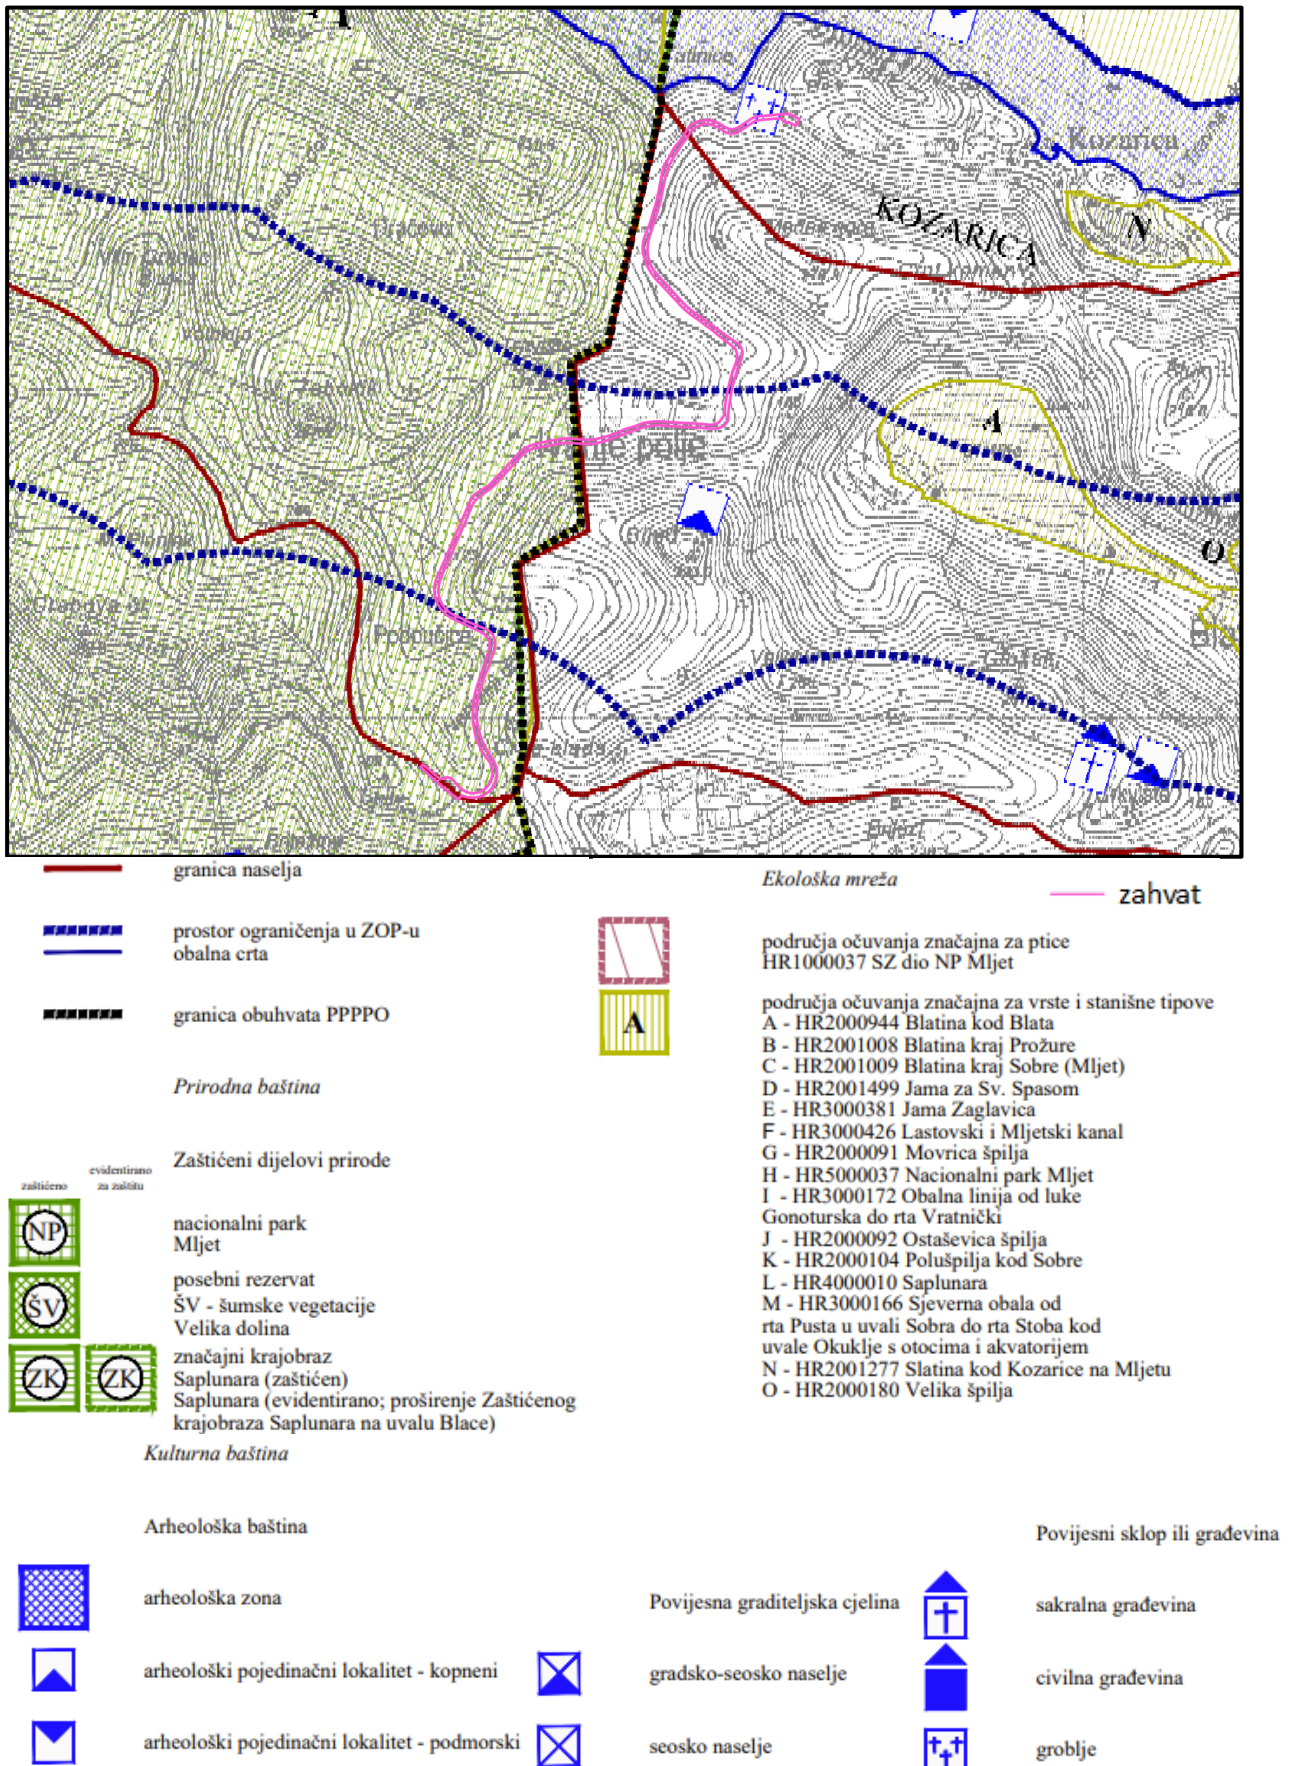 KOZARICA
Kozarica
N
A
O
granica naselja
prostor ograničenja u ZOP-u
obalna crta
granica obuhvata PPPPO
Prirodna baština
Zaštićeni dijelovi prirode
zaštićeno
evidentirano
za zaštitu
NP
nacionalni park
Mljet
ŠV
posebni rezervat
ŠV - šumske vegetacije
Velika dolina
ZK
ZK
značajni krajobraz
Saplunara (zaštićen)
Saplunara (evidentirano; proširenje Zaštićenog
krajobraza Saplunara na uvalu Blace)
Ekološka mreža
zahvat
područja očuvanja značajna za ptice
HR1000037 SZ dio NP Mljet
A
područja očuvanja značajna za vrste i stanišne tipove
A - HR2000944 Blatina kod Blata
B - HR2001008 Blatina kraj Prožure
C - HR2001009 Blatina kraj Sobre (Mljet)
D - HR2001499 Jama za Sv. Spasom
E - HR3000381 Jama Zaglavica
F - HR3000426 Lastovski i Mljetski kanal
G - HR2000091 Movrica špilja
H - HR5000037 Nacionalni park Mljet
I - HR3000172 Obalna linija od luke
Gonoturska do rta Vratnički
J - HR2000092 Ostaševica špilja
K - HR2000104 Polušpilja kod Sobre
L - HR4000010 Saplunara
M - HR3000166 Sjeverna obala od
rta Pusta u uvali Sobra do rta Stoba kod
uvale Okuklje s otocima i akvatorijem
N - HR2001277 Slatina kod Kozarice na Mljetu
O - HR2000180 Velika špilja
Kulturna baština
Arheološka baština
arheološka zona
arheološki pojedinačni lokalitet - kopneni
arheološki pojedinačni lokalitet - podmorski
Povijesna graditeljska cjelina
gradsko-seosko naselje
seosko naselje
Povijesni sklop ili građevina
sakralna građevina
civilna građevina
groblje